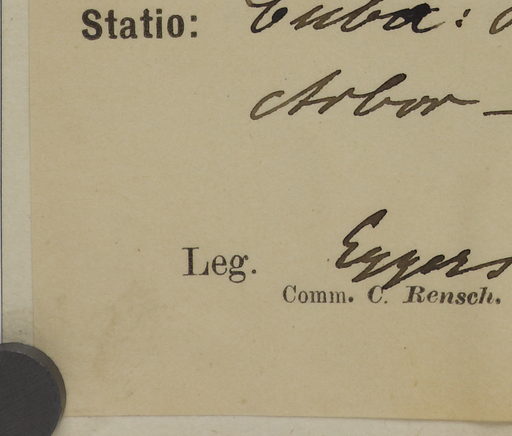 Statio: Cuba:
Arbor –
Leg. Eggers
Comm. C. Rensch.